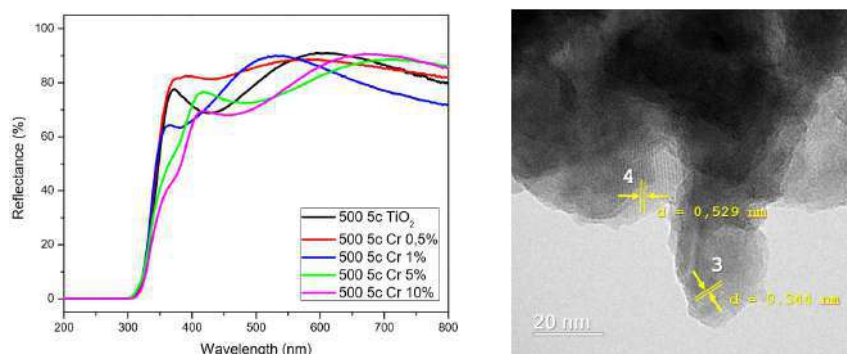 100
80
60
40
20
0
Reflectance (%)
500 5c TiO₂
500 5c Cr 0,5%
500 5c Cr 1%
500 5c Cr 5%
500 5c Cr 10%
200 300 400 500 600 700 800
Wavelength (nm)
4
d = 0,529 nm
3
d = 0.344 nm
20 nm